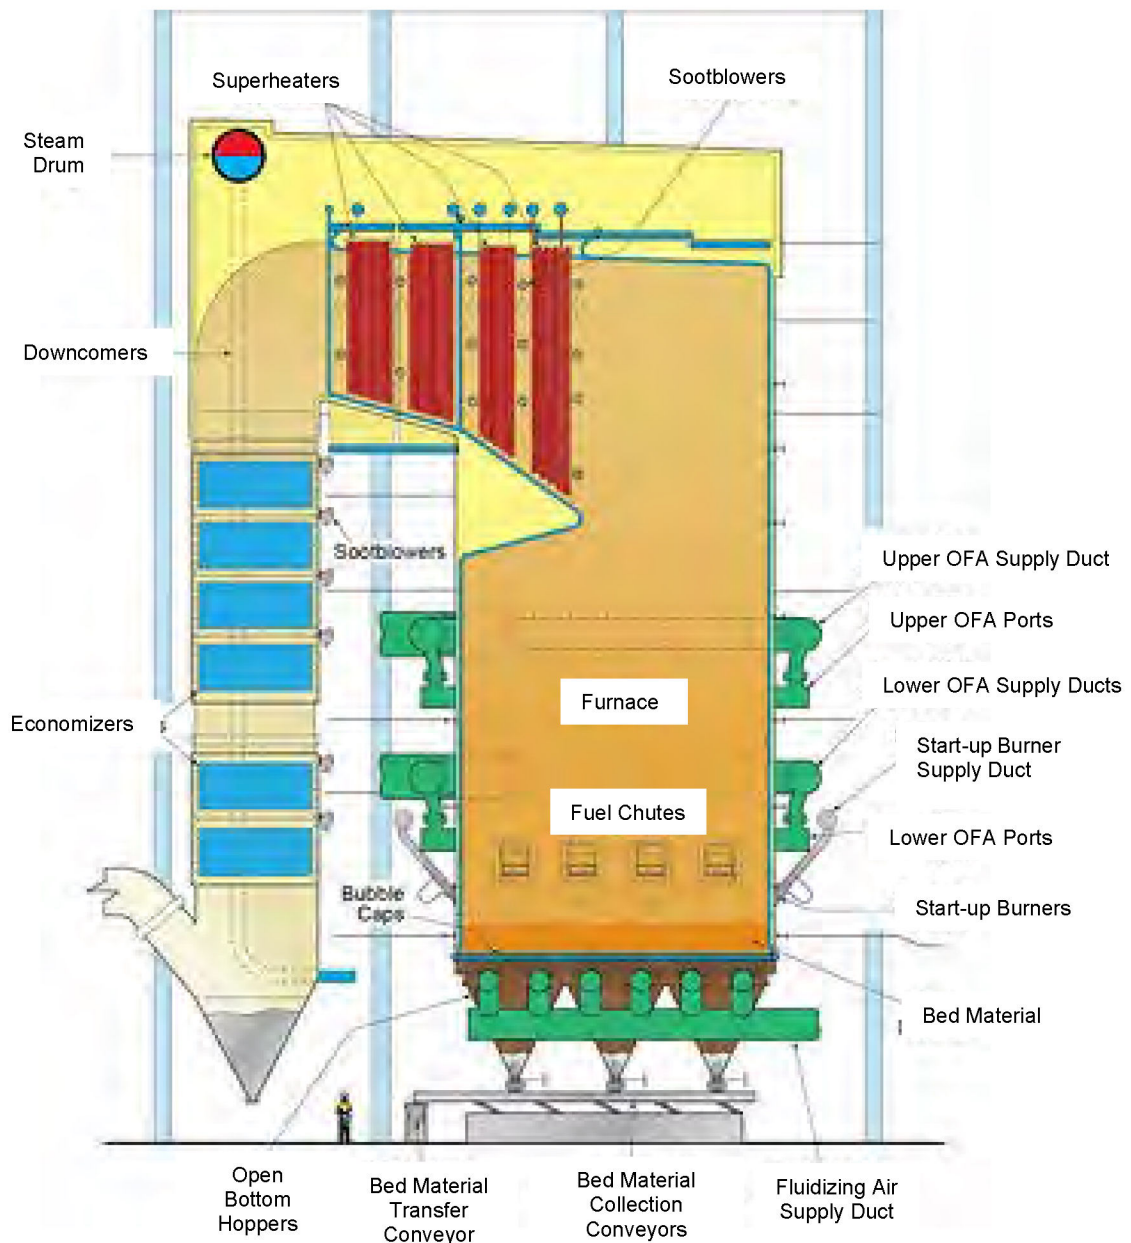 Superheaters
Sootblowers
Steam
Drum
Downcomers
Sootblowers
Upper OFA Supply Duct
Upper OFA Ports
Lower OFA Supply Ducts
Furnace
Economizers
Start-up Burner
Supply Duct
Fuel Chutes
Lower OFA Ports
Bubble
Caps
Start-up Burners
Bed Material
Open
Bottom
Hoppers
Bed Material
Transfer
Conveyor
Bed Material
Collection
Conveyors
Fluidizing Air
Supply Duct